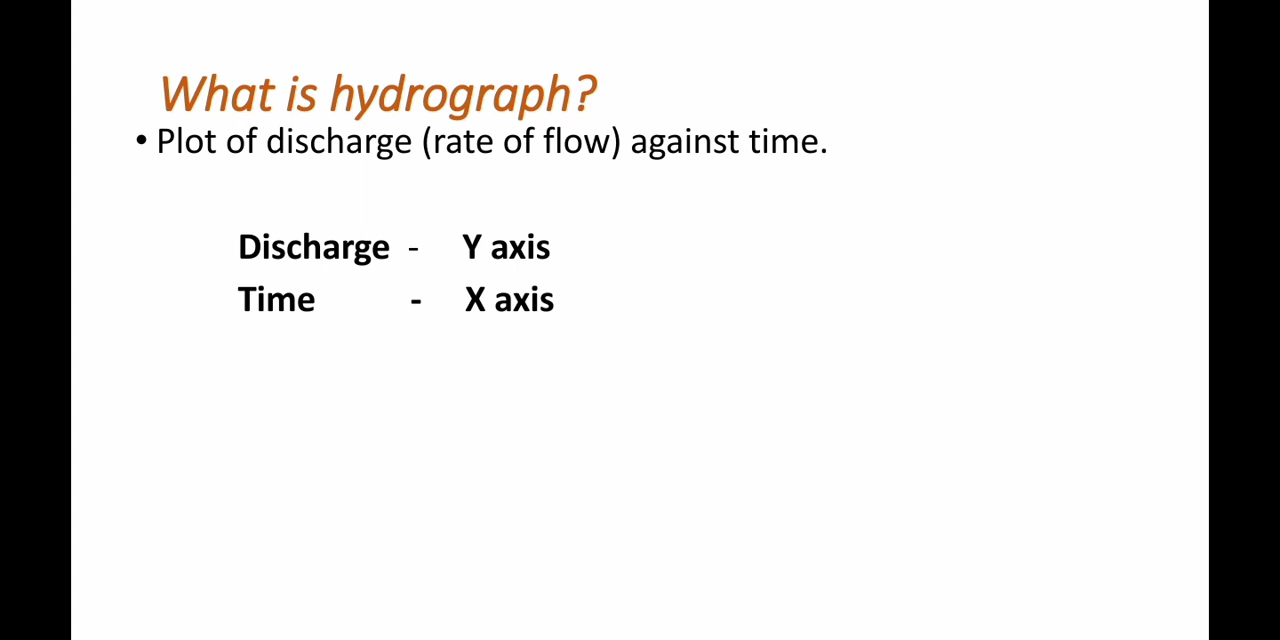 What is hydrograph?
• Plot of discharge (rate of flow) against time.
Discharge - Y axis
Time - X axis